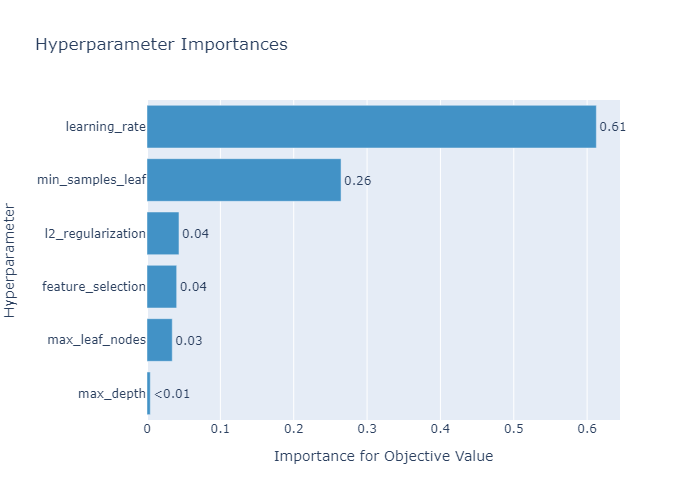 Hyperparameter Importances
Hyperparameter
learning_rate 0.61
min_samples_leaf 0.26
l2_regularization 0.04
feature_selection 0.04
max_leaf_nodes 0.03
max_depth <0.01
0 0.1 0.2 0.3 0.4 0.5 0.6
Importance for Objective Value